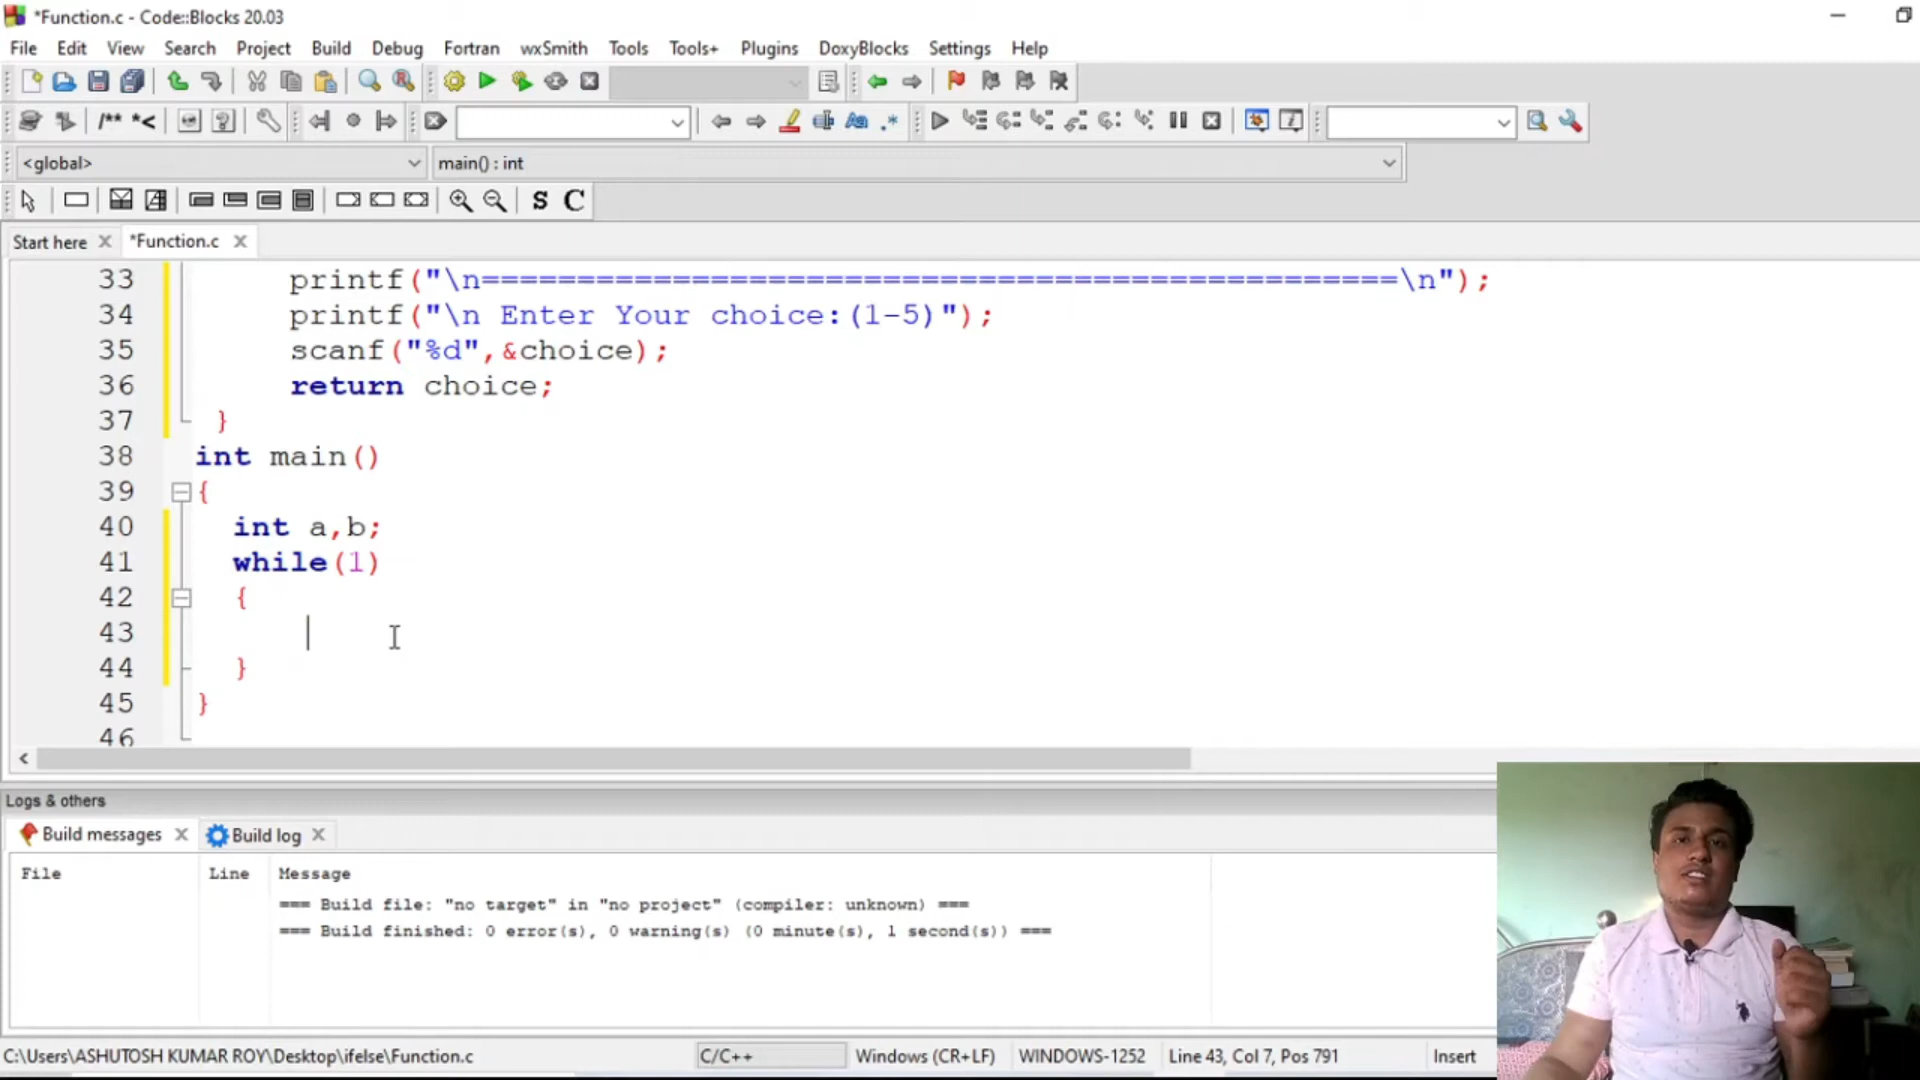 *Function.c - Code::Blocks 20.03
File Edit View Search Project Build Debug Fortran wxSmith Tools Tools+ Plugins DoxyBlocks Settings Help
/** *<
.*
<global> main() : int
S C
Start here *Function.c
33 printf("\n================================================\n");
34 printf("\n Enter Your choice:(1-5)");
35 scanf("%d",&choice);
36 return choice;
37 }
38 int main()
39 {
40 int a,b;
41 while(1)
42 {
43
44 }
45 }
46
Logs & others
Build messages Build log
File Line Message
=== Build file: "no target" in "no project" (compiler: unknown) ===
=== Build finished: 0 error(s), 0 warning(s) (0 minute(s), 1 second(s)) ===
C:\Users\ASHUTOSH KUMAR ROY\Desktop\ifelse\Function.c C/C++ Windows (CR+LF) WINDOWS-1252 Line 43, Col 7, Pos 791 Insert